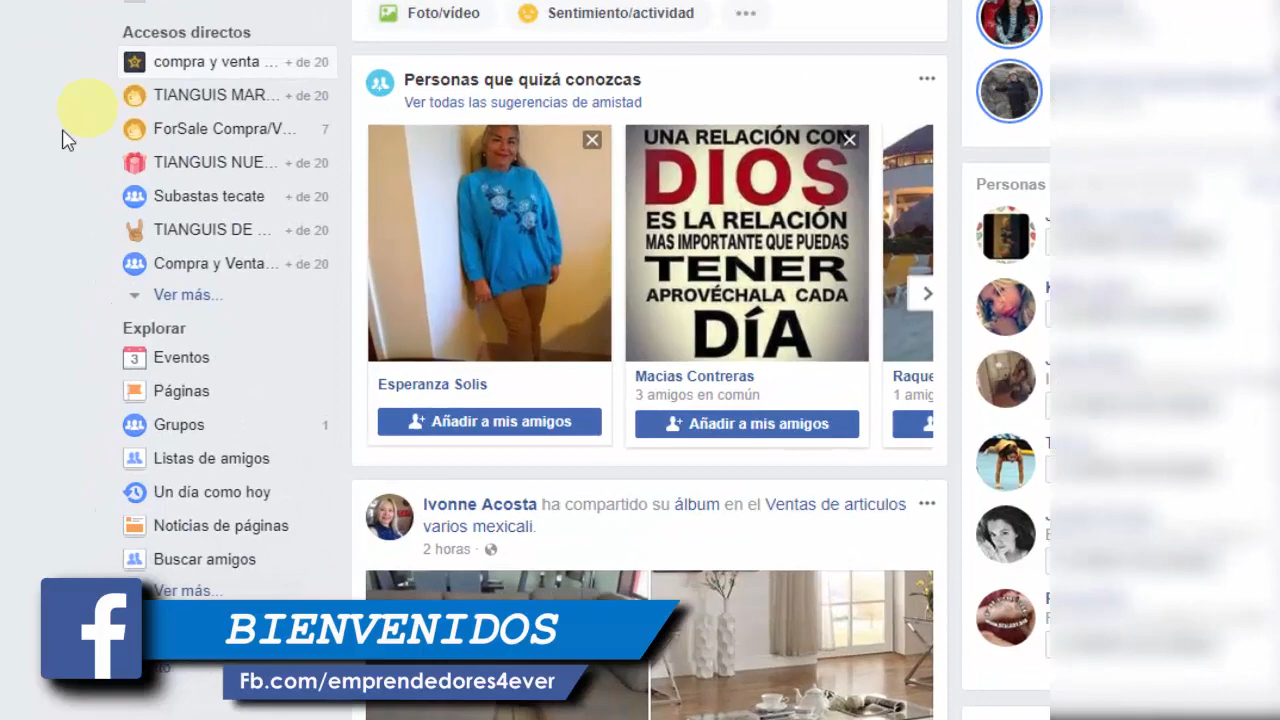 Accesos directos
compra y venta ... + de 20
TIANGUIS MAR... + de 20
ForSale Compra/V... 7
TIANGUIS NUE... + de 20
Subastas tecate + de 20
TIANGUIS DE ... + de 20
Compra y Venta... + de 20
Ver más...
Explorar
3 Eventos
Páginas
Grupos 1
Listas de amigos
Un día como hoy
Noticias de páginas
Buscar amigos
Ver más...
Foto/vídeo Sentimiento/actividad
Personas que quizá conozcas
Ver todas las sugerencias de amistad
UNA RELACIÓN CON
DIOS
ES LA RELACIÓN
MAS IMPORTANTE QUE PUEDAS
TENER
APROVÉCHALA CADA
DíA
Esperanza Solis
Añadir a mis amigos
Macias Contreras
3 amigos en común
Añadir a mis amigos
Raque
1 amig
Ivonne Acosta ha compartido su álbum en el Ventas de articulos
varios mexicali.
2 horas ·
Personas
f BIENVENIDOS
Fb.com/emprendedores4ever